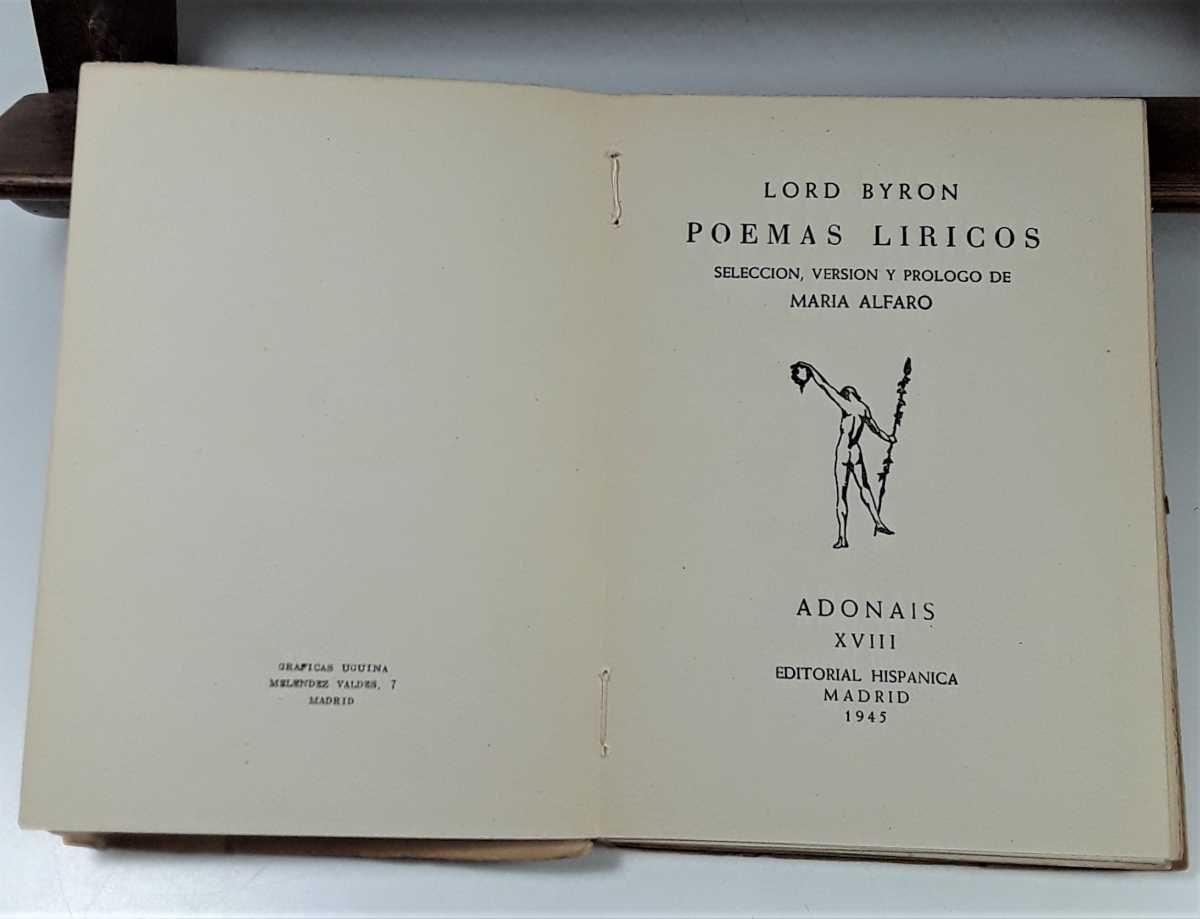 GRAFICAS UGUINA
MELENDEZ VALDES, 7
MADRID
LORD BYRON
POEMAS LIRICOS
SELECCION, VERSION Y PROLOGO DE
MARIA ALFARO
ADONAIS
XVIII
EDITORIAL HISPANICA
MADRID
1945